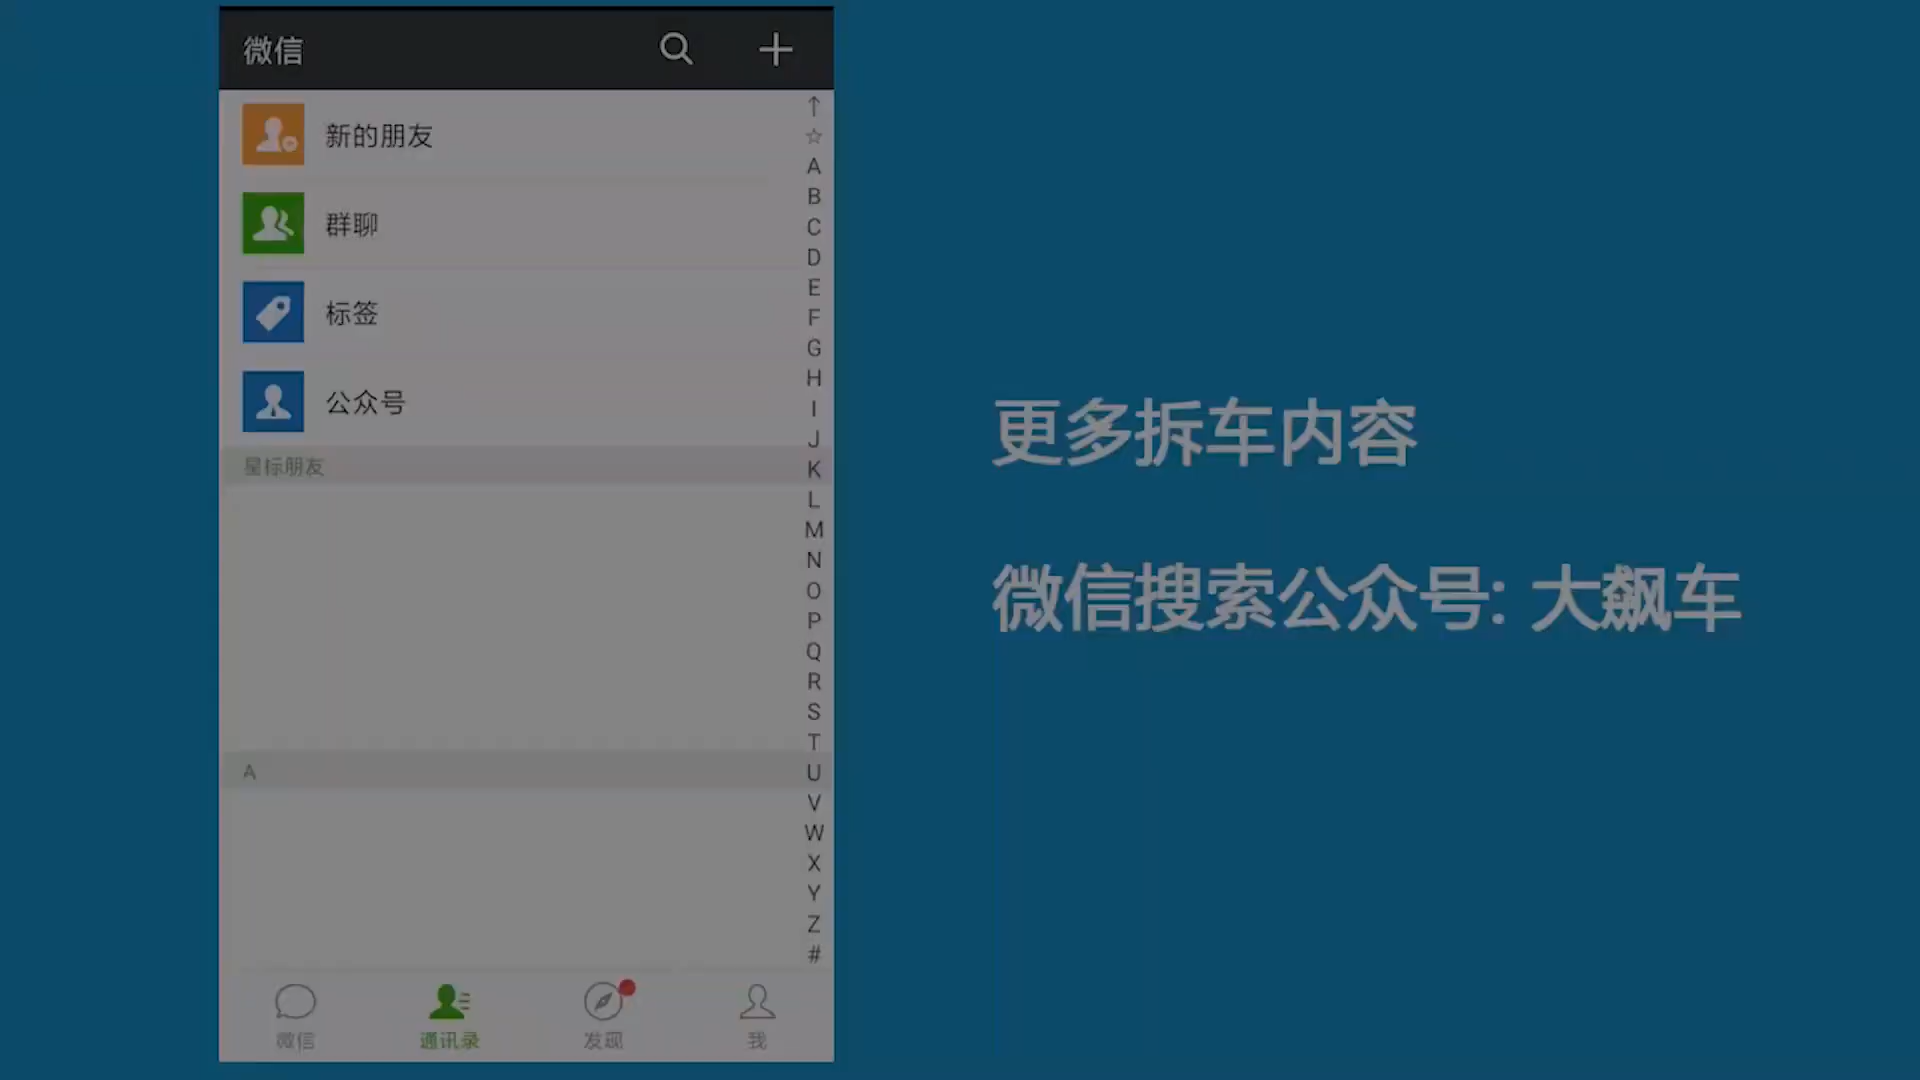 微信
新的朋友
群聊
标签
公众号
星标朋友
A
↑
☆
A
B
C
D
E
F
G
H
I
J
K
L
M
N
O
P
Q
R
S
T
U
V
W
X
Y
Z
#
微信
通讯录
发现
我
更多拆车内容
微信搜索公众号: 大飙车